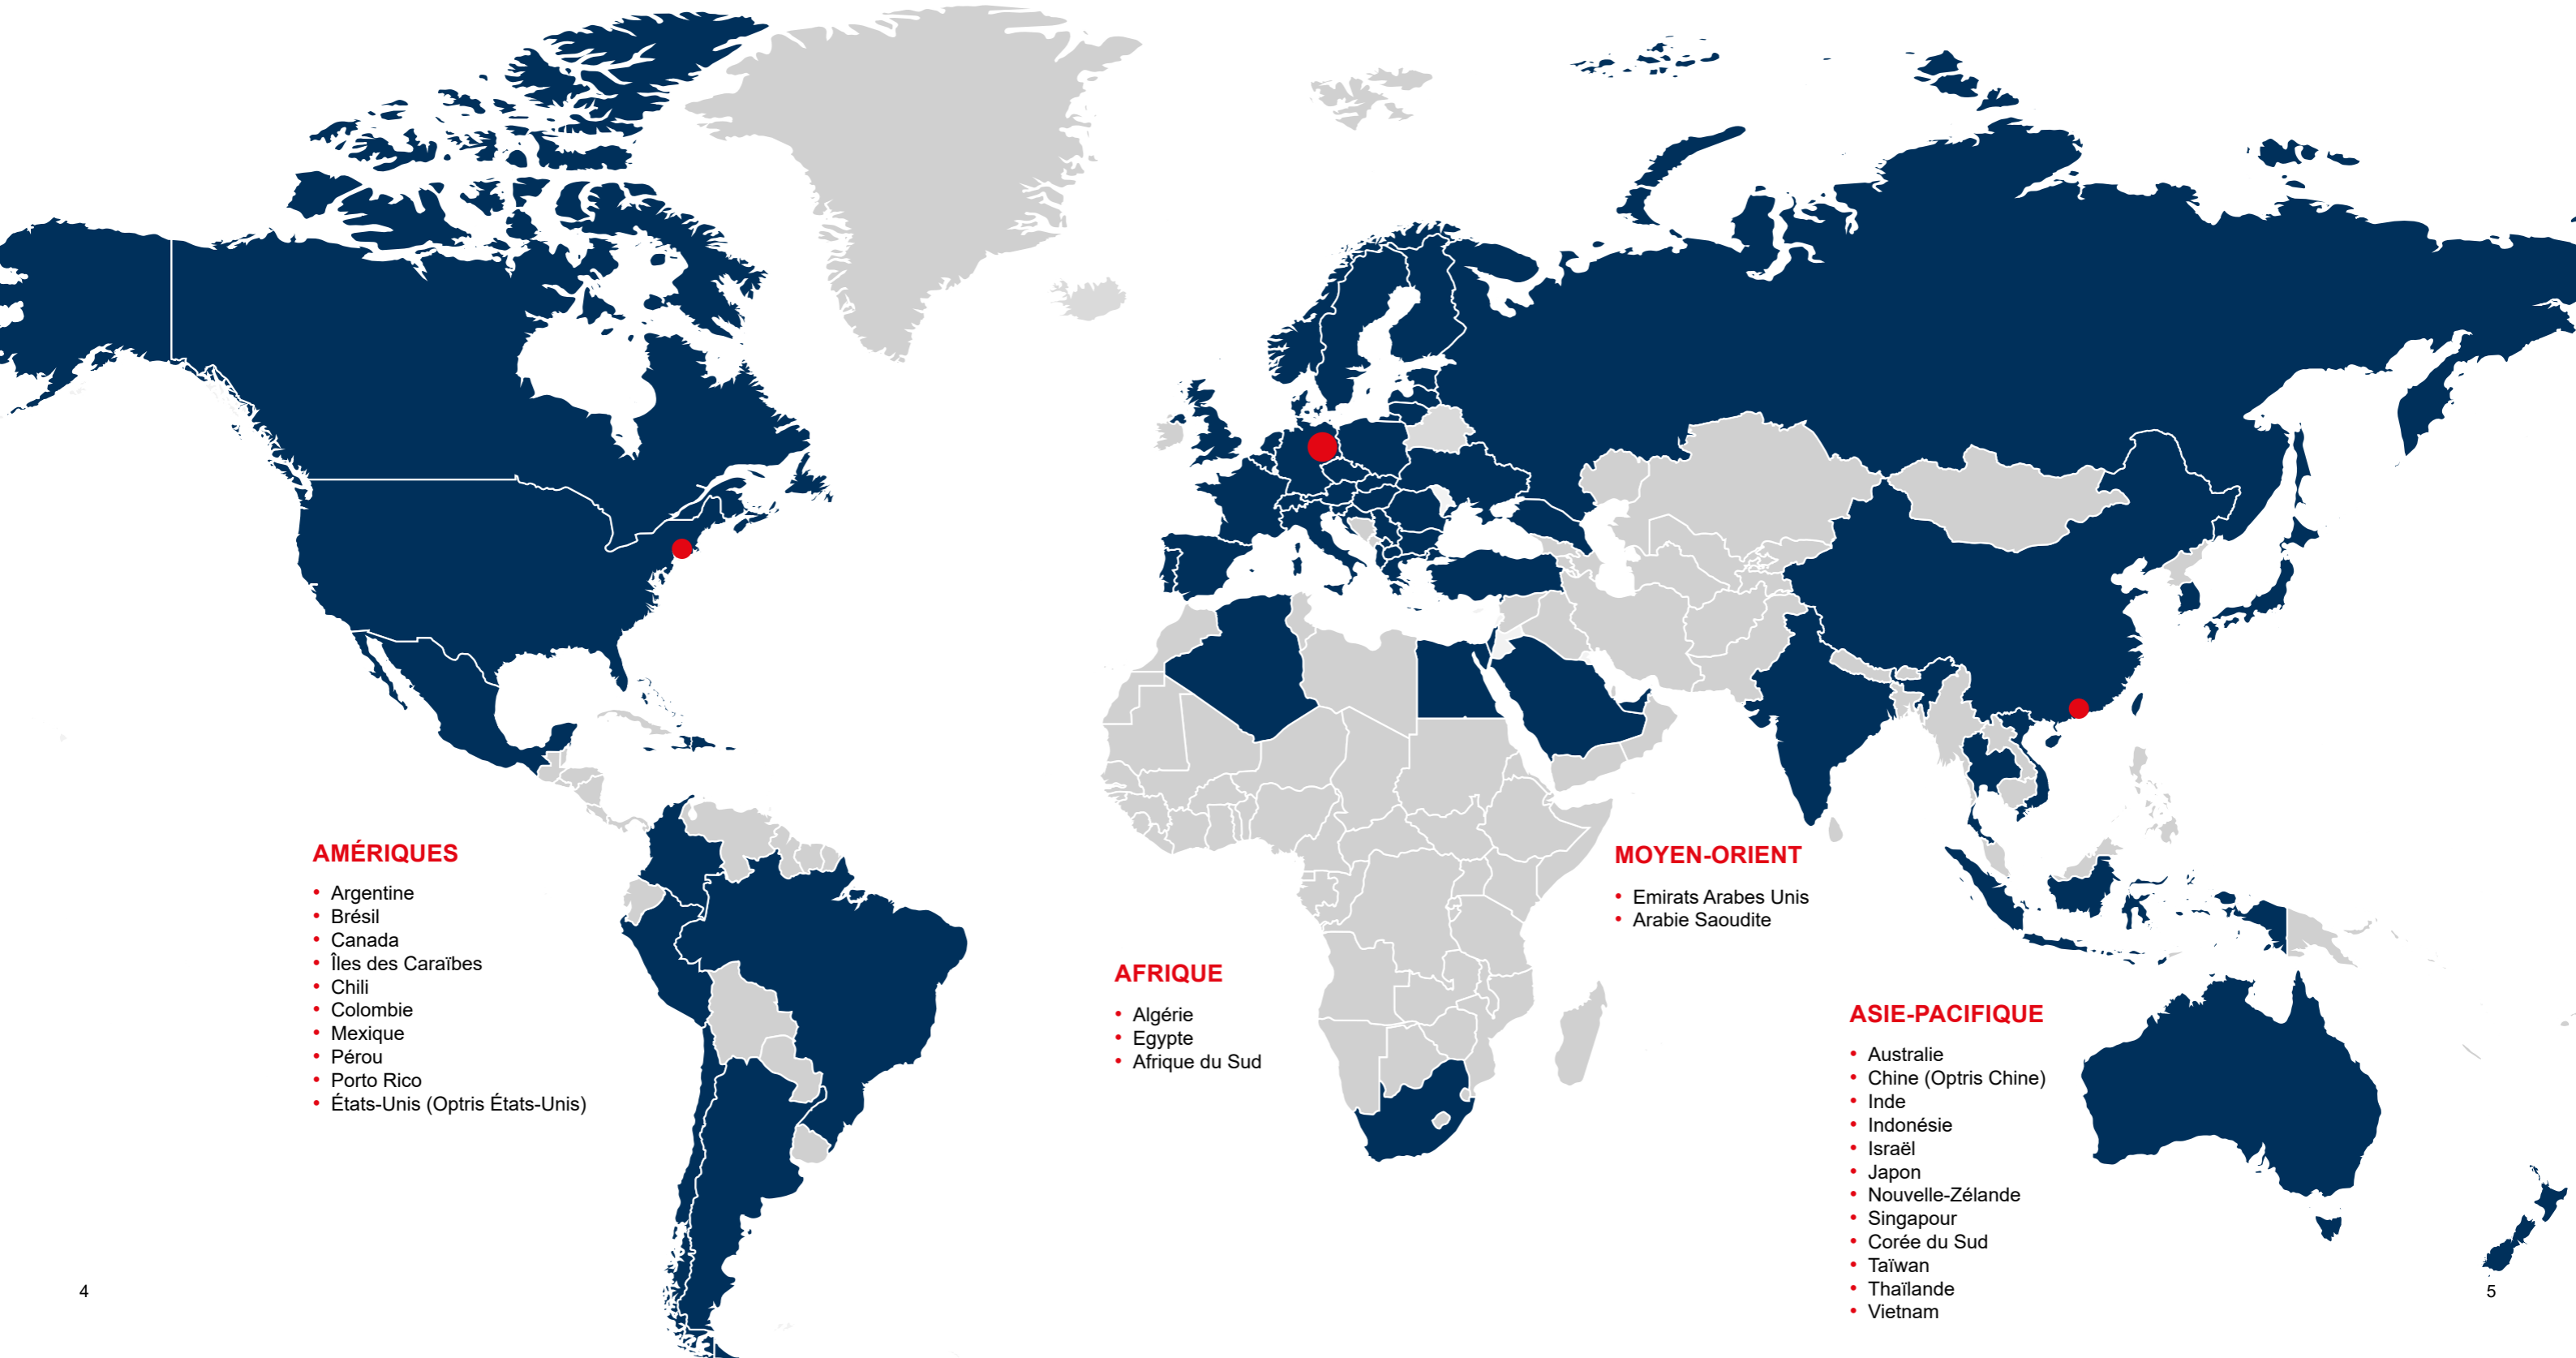 AMÉRIQUES
• Argentine
• Brésil
• Canada
• Îles des Caraïbes
• Chili
• Colombie
• Mexique
• Pérou
• Porto Rico
• États-Unis (Optris États-Unis)
AFRIQUE
• Algérie
• Egypte
• Afrique du Sud
MOYEN-ORIENT
• Emirats Arabes Unis
• Arabie Saoudite
ASIE-PACIFIQUE
• Australie
• Chine (Optris Chine)
• Inde
• Indonésie
• Israël
• Japon
• Nouvelle-Zélande
• Singapour
• Corée du Sud
• Taïwan
• Thaïlande
• Vietnam
4
5